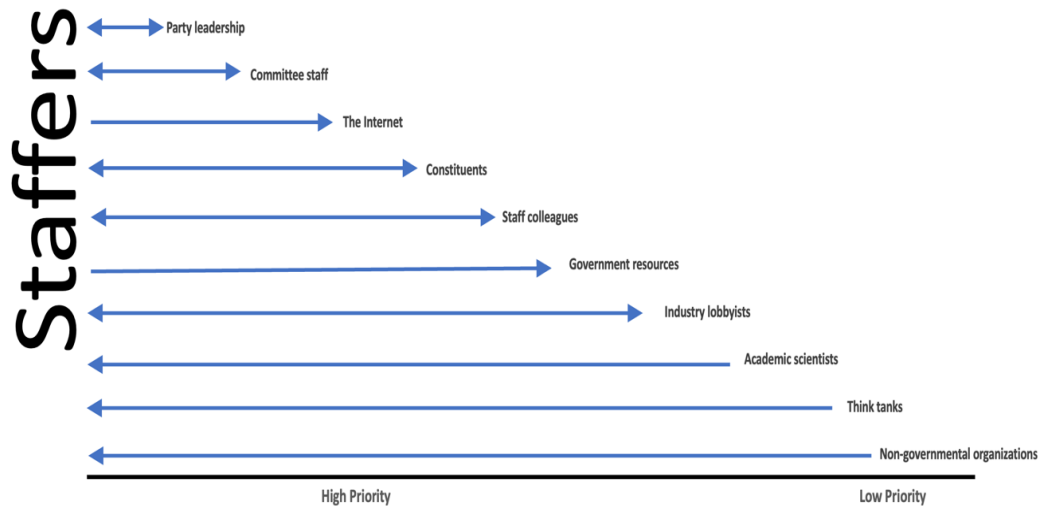 Staffers
Party leadership
Committee staff
The Internet
Constituents
Staff colleagues
Government resources
Industry lobbyists
Academic scientists
Think tanks
Non-governmental organizations
High Priority
Low Priority